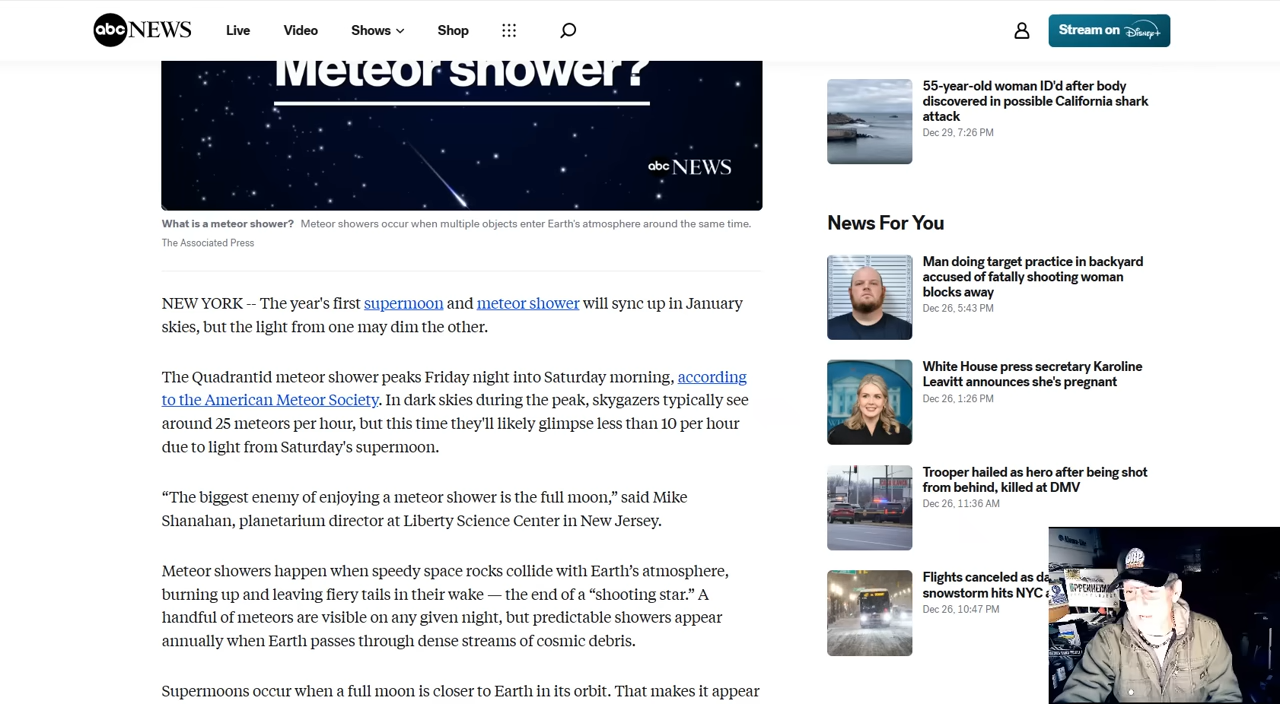 abc NEWS
Live
Video
Shows
Shop
Stream on Disney+
Meteor shower?
abc NEWS
What is a meteor shower? Meteor showers occur when multiple objects enter Earth's atmosphere around the same time.
The Associated Press
NEW YORK -- The year's first supermoon and meteor shower will sync up in January
skies, but the light from one may dim the other.
The Quadrantid meteor shower peaks Friday night into Saturday morning, according
to the American Meteor Society. In dark skies during the peak, skygazers typically see
around 25 meteors per hour, but this time they'll likely glimpse less than 10 per hour
due to light from Saturday's supermoon.
“The biggest enemy of enjoying a meteor shower is the full moon,” said Mike
Shanahan, planetarium director at Liberty Science Center in New Jersey.
Meteor showers happen when speedy space rocks collide with Earth’s atmosphere,
burning up and leaving fiery tails in their wake — the end of a “shooting star.” A
handful of meteors are visible on any given night, but predictable showers appear
annually when Earth passes through dense streams of cosmic debris.
Supermoons occur when a full moon is closer to Earth in its orbit. That makes it appear
55-year-old woman ID'd after body
discovered in possible California shark
attack
Dec 29, 7:26 PM
News For You
Man doing target practice in backyard
accused of fatally shooting woman
blocks away
Dec 26, 5:43 PM
White House press secretary Karoline
Leavitt announces she's pregnant
Dec 26, 1:26 PM
Trooper hailed as hero after being shot
from behind, killed at DMV
Dec 26, 11:36 AM
Flights canceled as da
snowstorm hits NYC
Dec 26, 10:47 PM